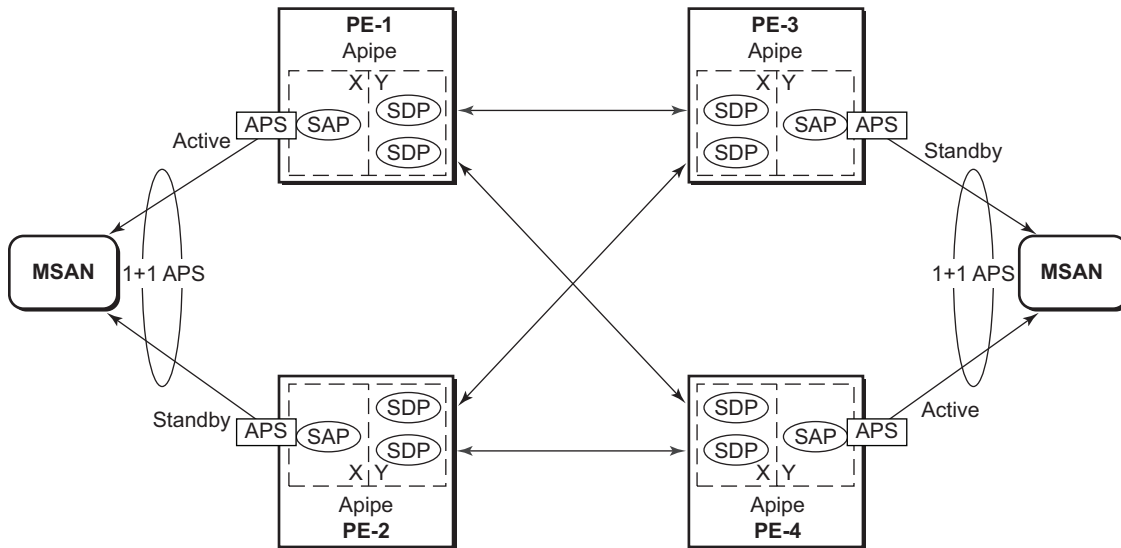 PE-1
Apipe
X Y
SDP
APS
SAP
SDP
Active
PE-3
Apipe
X Y
SDP
SAP
APS
SDP
Standby
MSAN
1+1 APS
1+1 APS
MSAN
Standby
SDP
APS
SAP
SDP
X Y
Apipe
PE-2
SDP
SAP
APS
SDP
X Y
Apipe
PE-4
Active